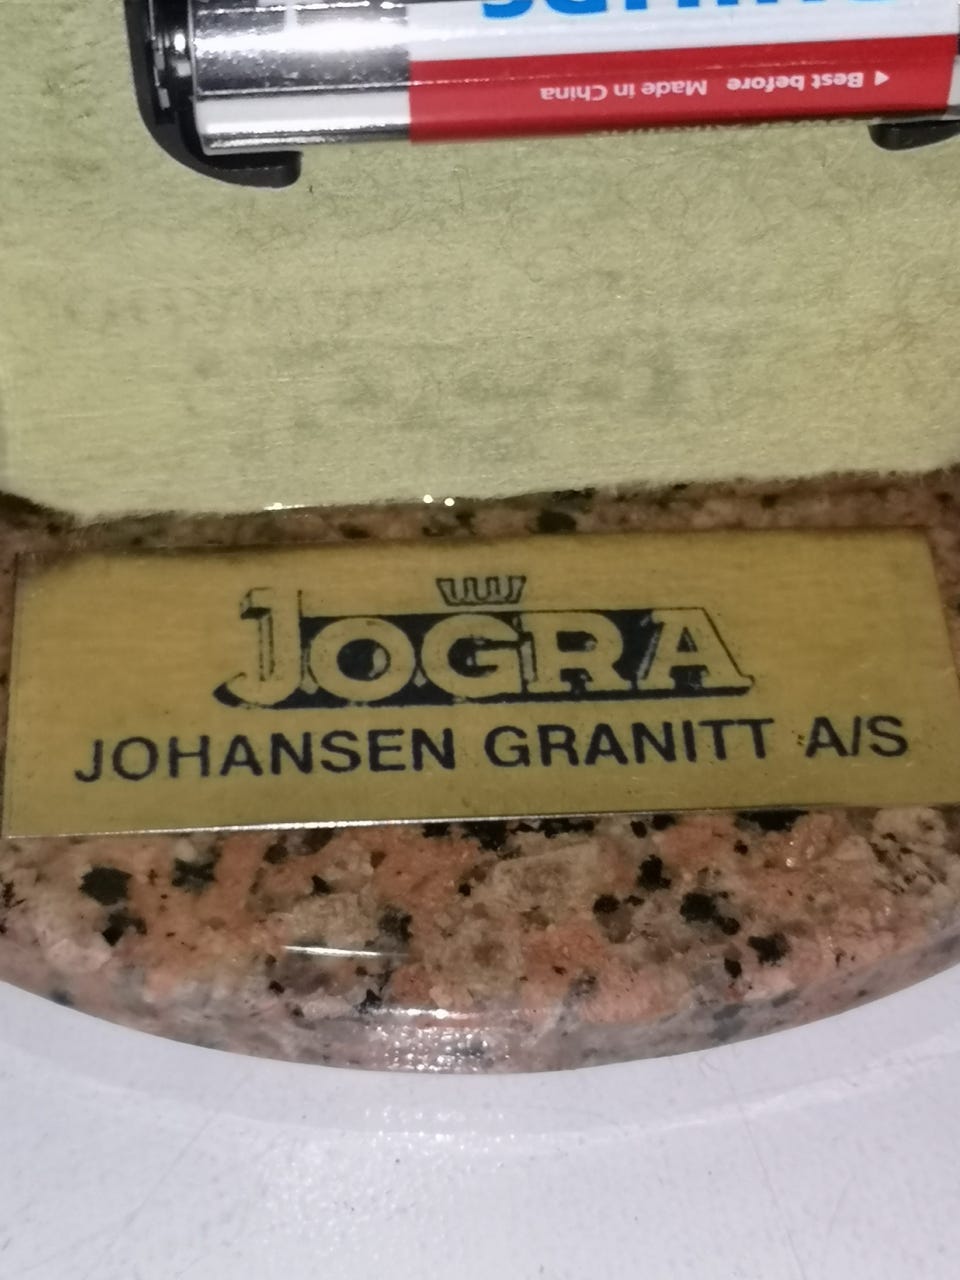 ◄ Best before Made in China
JOGRA
JOHANSEN GRANITT A/S